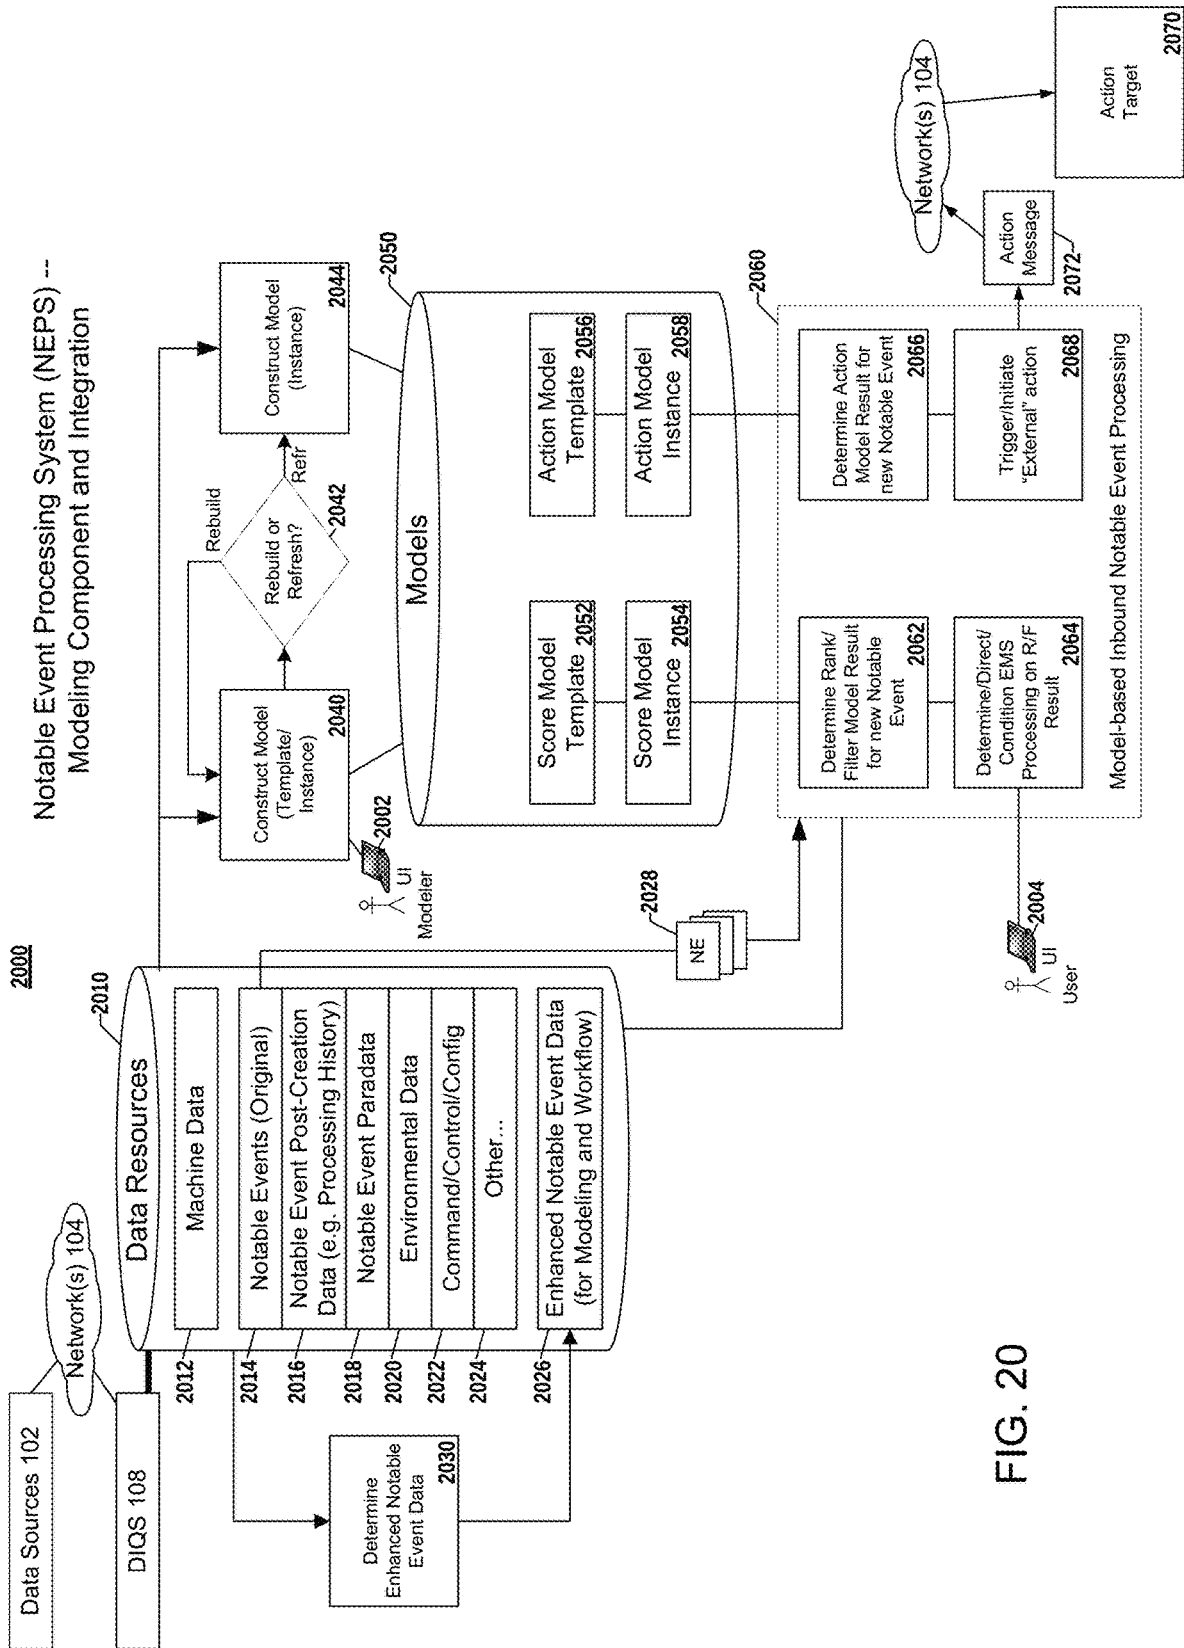 Notable Event Processing System (NEPS) --
Modeling Component and Integration
2000
Data Sources 102
Network(s) 104
DIQS 108
2010
Data Resources
Machine Data
2012
Notable Events (Original)
2014
Notable Event Post-Creation
Data (e.g. Processing History)
2016
Notable Event Paradata
2018
Environmental Data
2020
Command/Control/Config
2022
Other...
2024
Enhanced Notable Event Data
(for Modeling and Workflow)
2026
Determine
Enhanced Notable
Event Data
2030
NE
2028
Construct Model
(Template/
Instance)
2040
2002
UI
Modeler
Rebuild
Rebuild or
Refresh?
2042
Refr
Construct Model
(Instance)
2044
2050
Models
Score Model
Template
2052
Score Model
Instance
2054
Action Model
Template
2056
Action Model
Instance
2058
2060
Determine Rank/
Filter Model Result
for new Notable
Event
2062
Determine/Direct/
Condition EMS
Processing on R/F
Result
2064
Determine Action
Model Result for
new Notable Event
2066
Trigger/Initiate
“External” action
2068
Model-based Inbound Notable Event Processing
2004
UI
User
Action
Message
2072
Network(s) 104
Action
Target
2070
FIG. 20